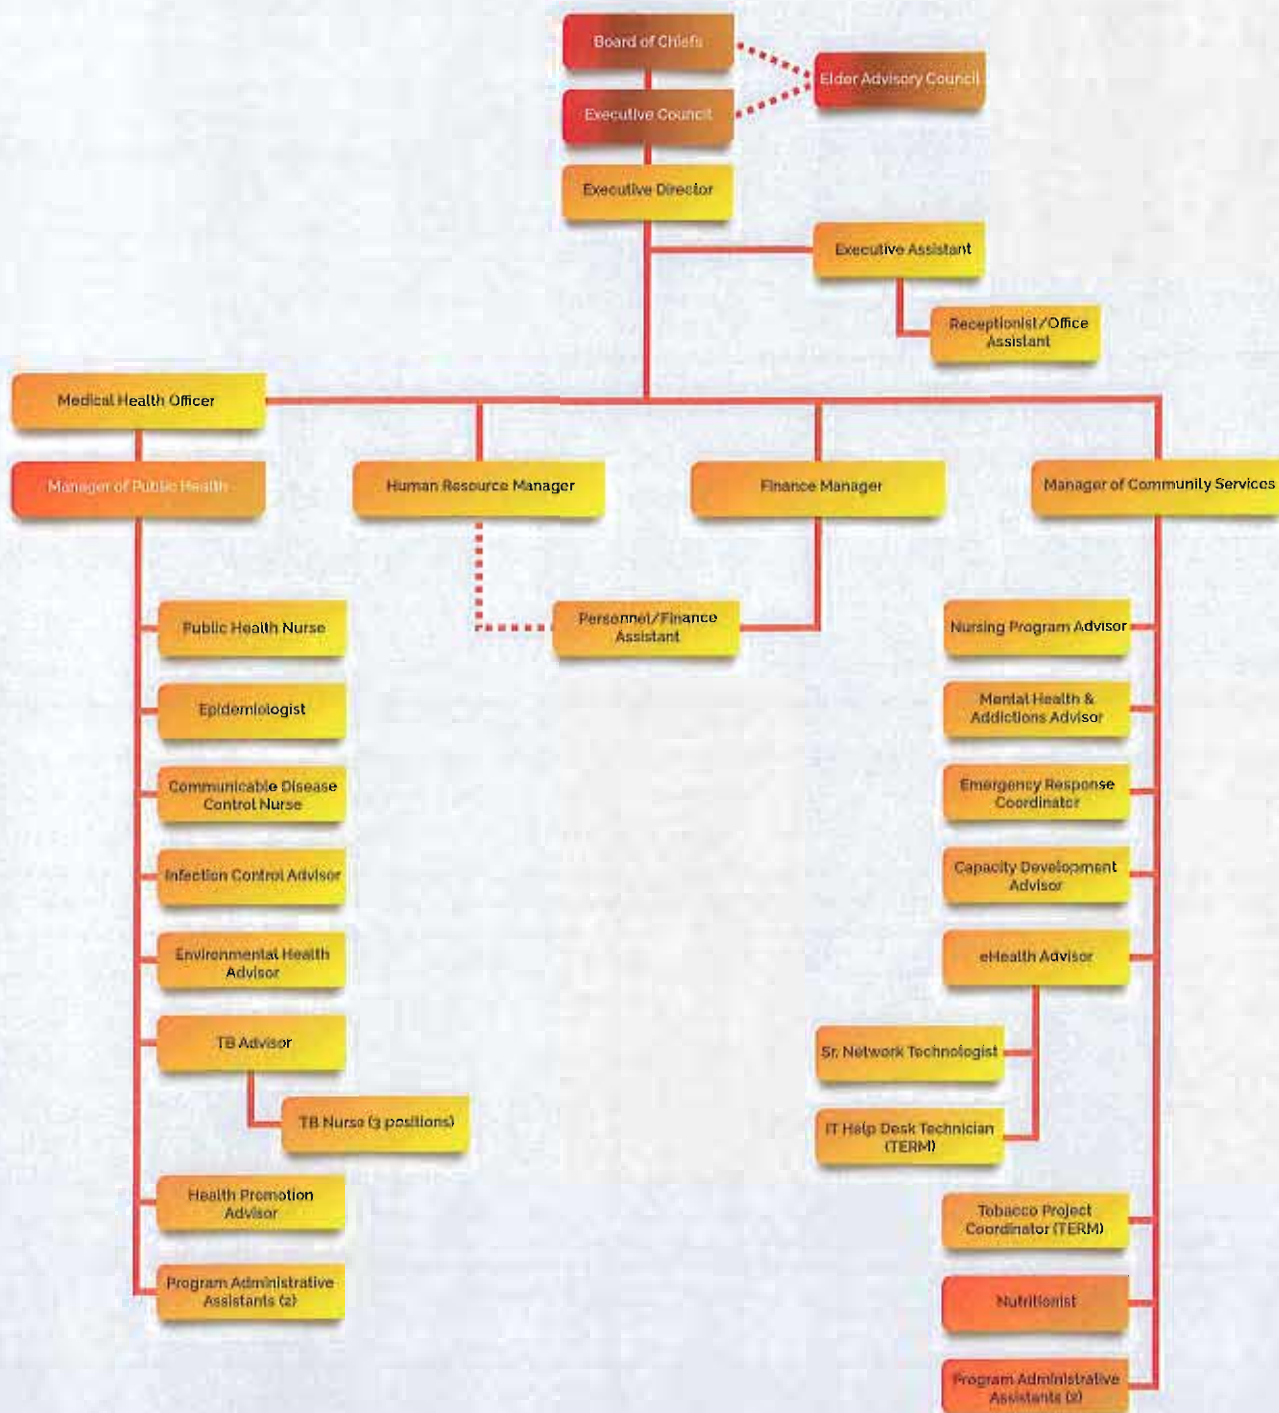 Board of Chiefs
Elder Advisory Council
Executive Council
Executive Director
Executive Assistant
Receptionist/Office
Assistant
Medical Health Officer
Manager of Public Health
Human Resource Manager
Finance Manager
Manager of Community Services
Public Health Nurse
Epidemiologist
Communicable Disease
Control Nurse
Infection Control Advisor
Environmental Health
Advisor
TB Advisor
TB Nurse (3 positions)
Health Promotion
Advisor
Program Administrative
Assistants (2)
Personnel/Finance
Assistant
Nursing Program Advisor
Mental Health &
Addictions Advisor
Emergency Response
Coordinator
Capacity Development
Advisor
eHealth Advisor
Sr. Network Technologist
IT Help Desk Technician
(TERM)
Tobacco Project
Coordinator (TERM)
Nutritionist
Program Administrative
Assistants (2)